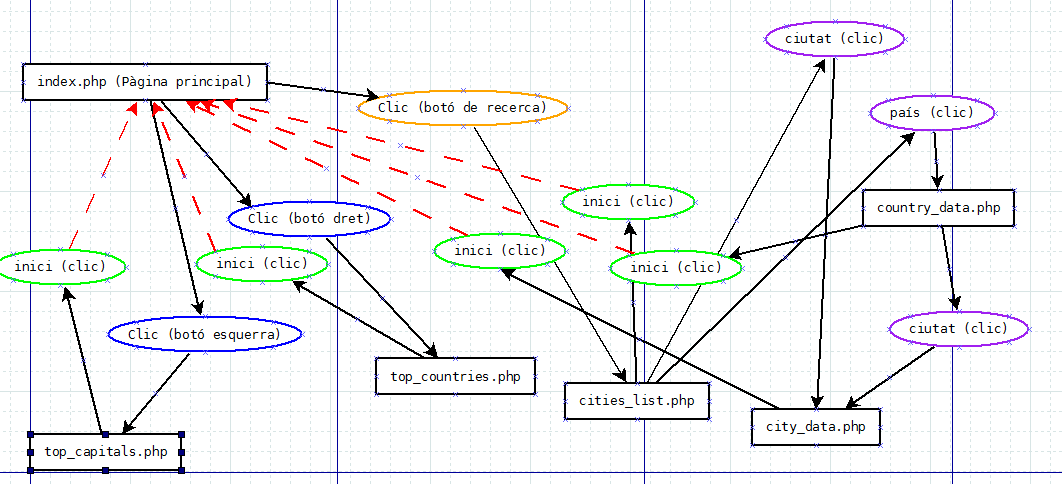 ciutat (clic)
index.php (Pàgina principal)
Clic (botó de recerca)
país (clic)
inici (clic)
country_data.php
Clic (botó dret)
inici (clic)
inici (clic)
inici (clic)
inici (clic)
Clic (botó esquerra)
ciutat (clic)
top_countries.php
cities_list.php
city_data.php
top_capitals.php